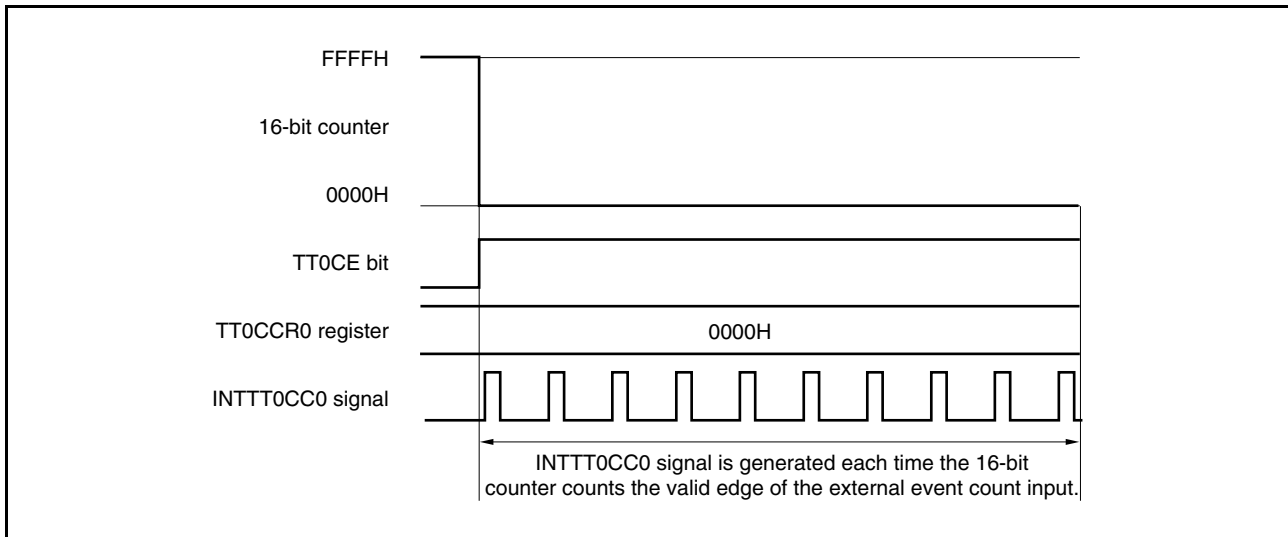 FFFFH
16-bit counter
0000H
TT0CE bit
TT0CCR0 register
0000H
INTTT0CC0 signal
INTTT0CC0 signal is generated each time the 16-bit
counter counts the valid edge of the external event count input.